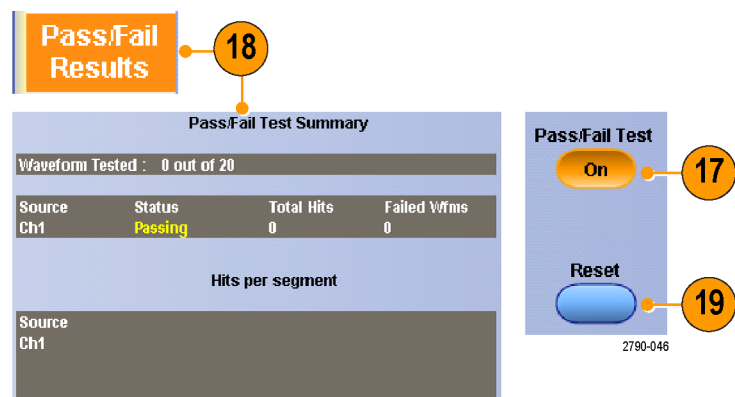 Pass/Fail
Results
18
Pass/Fail Test Summary
Waveform Tested : 0 out of 20
Source Status Total Hits Failed Wfms
Ch1 Passing 0 0
Hits per segment
Source
Ch1
Pass/Fail Test
On
17
Reset
19
2790-046